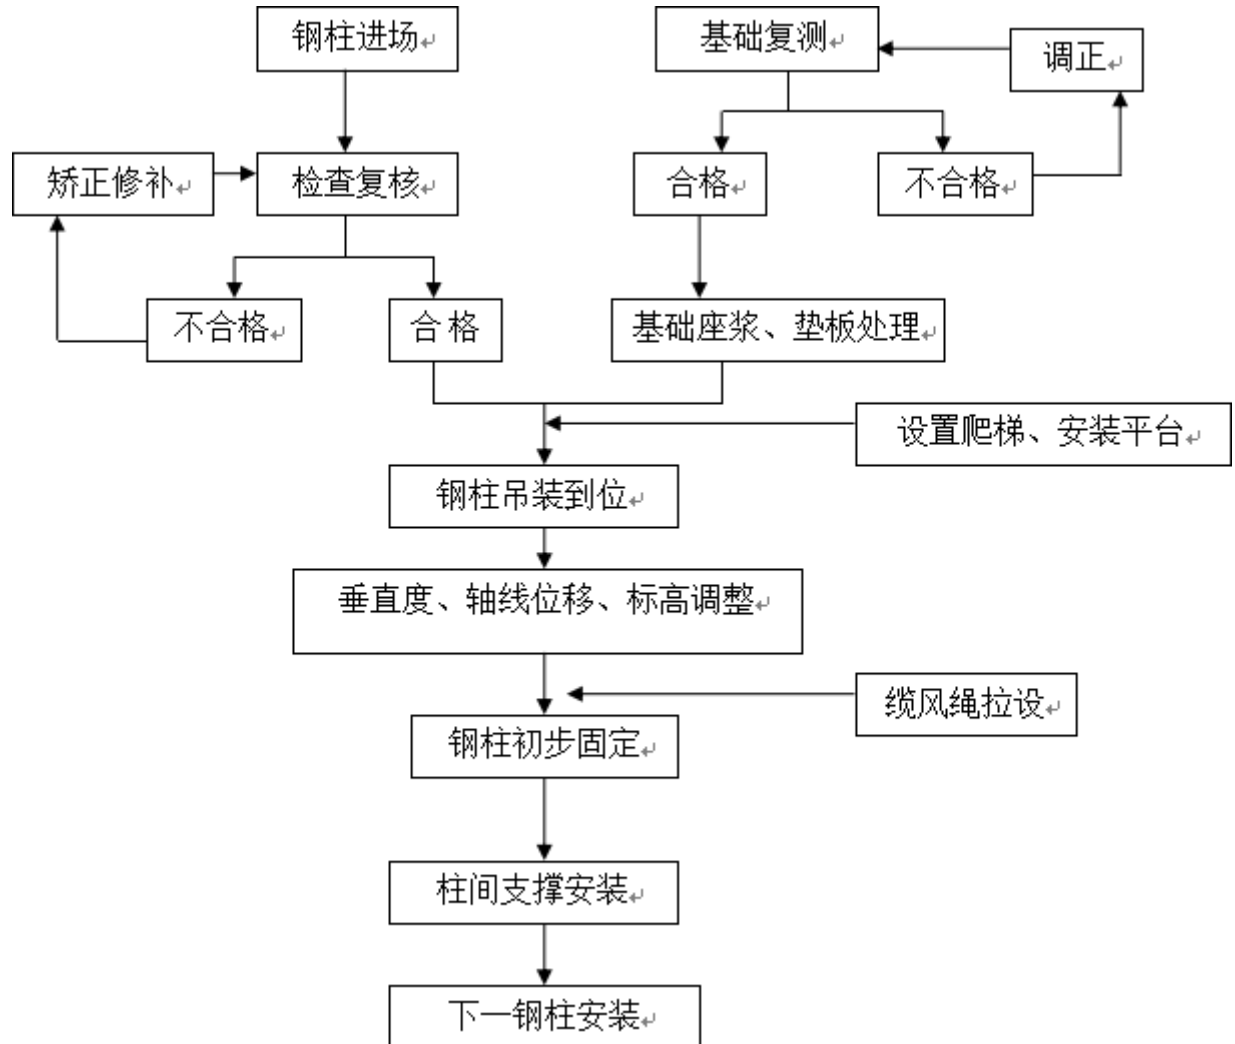 钢柱进场
基础复测
调正
矫正修补
检查复核
合格
不合格
不合格
合 格
基础座浆、垫板处理
设置爬梯、安装平台
钢柱吊装到位
垂直度、轴线位移、标高调整
缆风绳拉设
钢柱初步固定
柱间支撑安装
下一钢柱安装